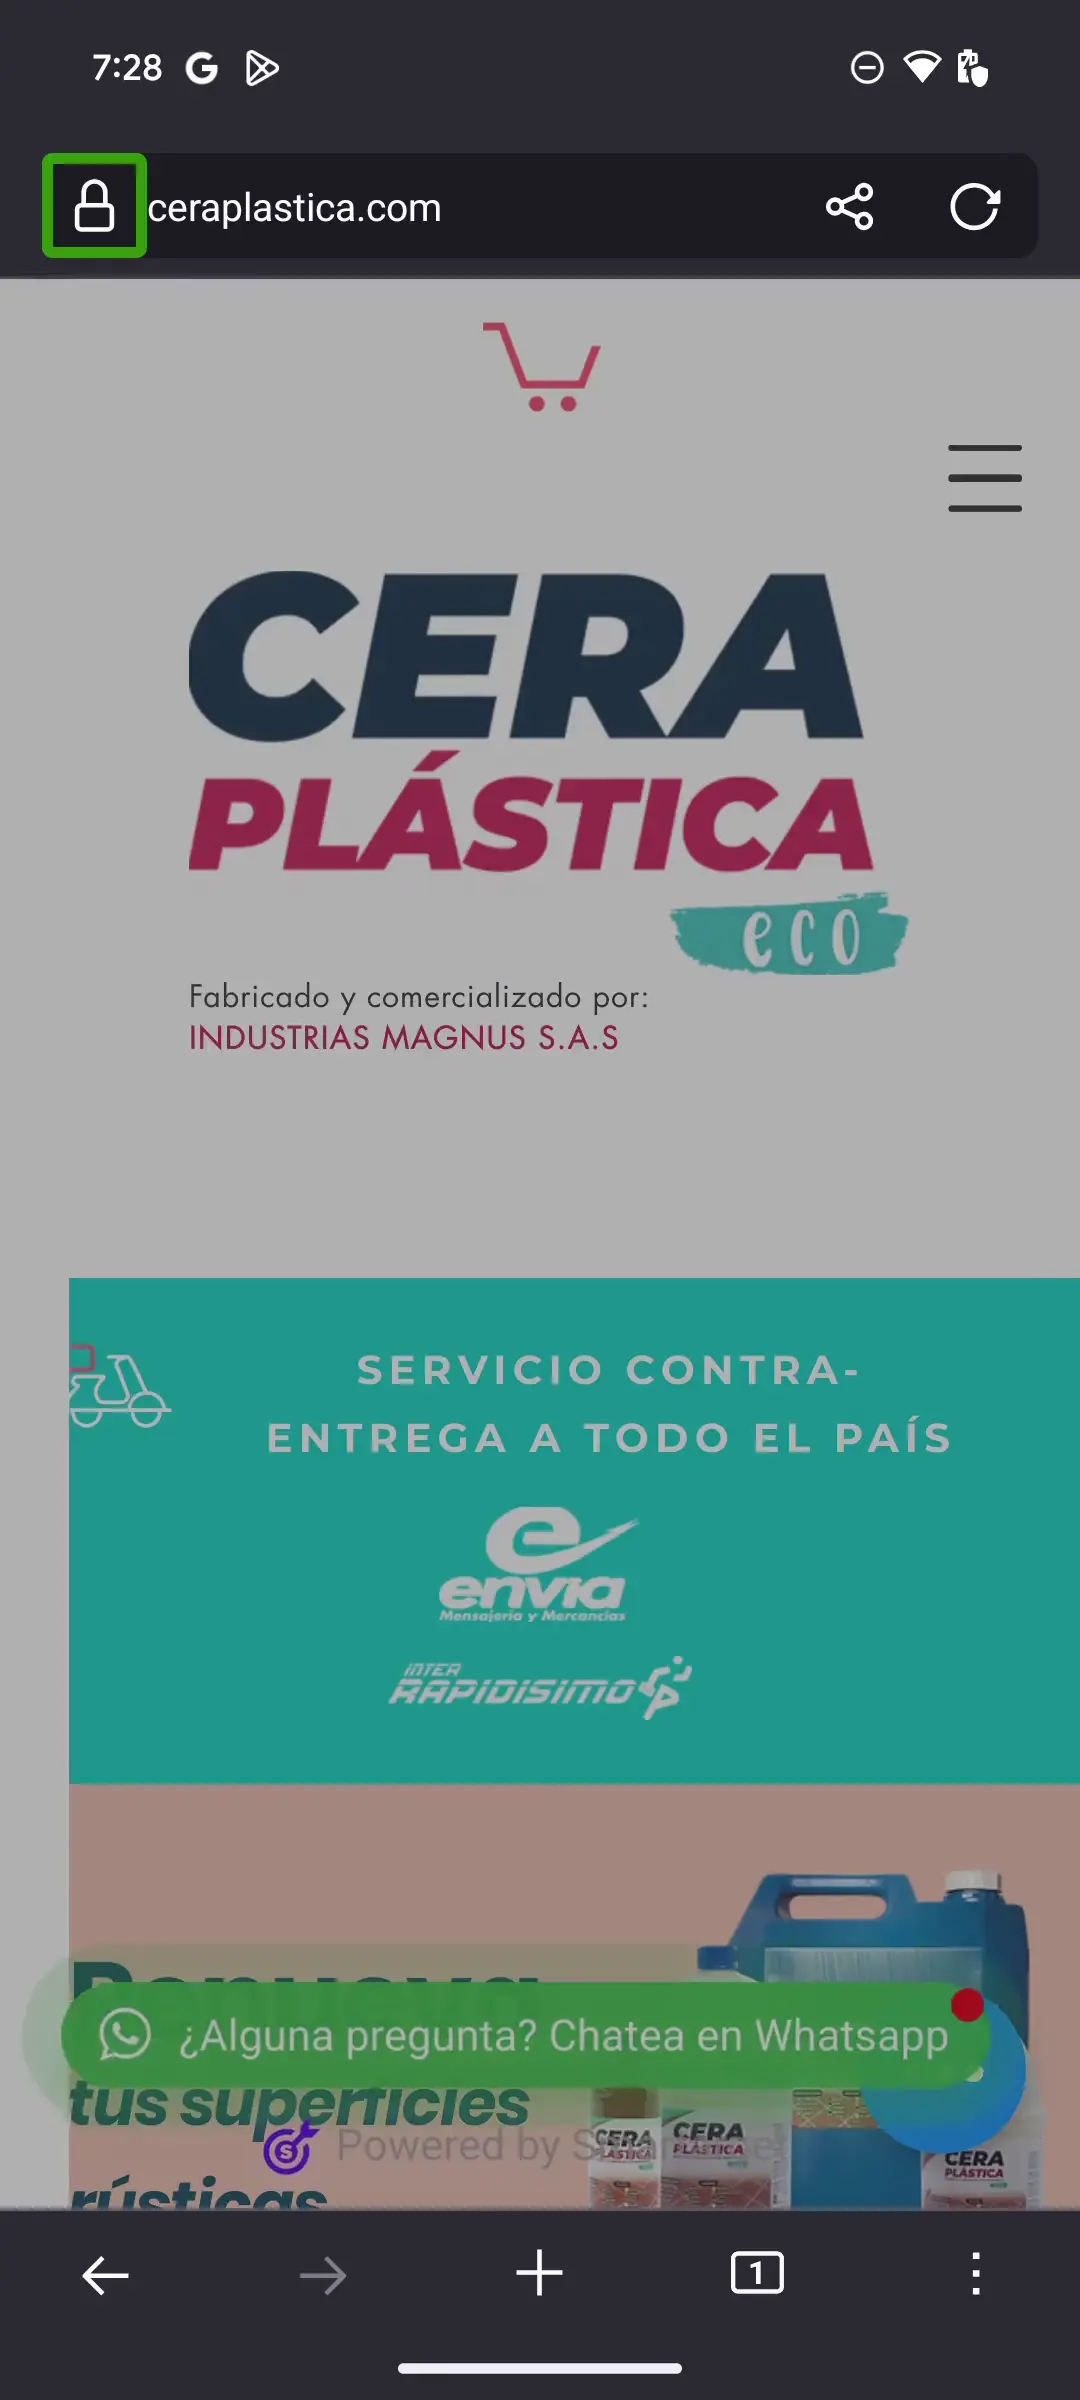 7:28
ceraplastica.com
CERA
PLÁSTICA
eco
Fabricado y comercializado por:
INDUSTRIAS MAGNUS S.A.S
SERVICIO CONTRA-
ENTREGA A TODO EL PAÍS
envia
Mensajería y Mercancías
INTER
RAPIDISIMO
Renueva
¿Alguna pregunta? Chatea en Whatsapp
tus superficies
Powered by
CERA
PLÁSTICA
CERA
PLÁSTICA
CERA
PLÁSTICA
rústicas
1